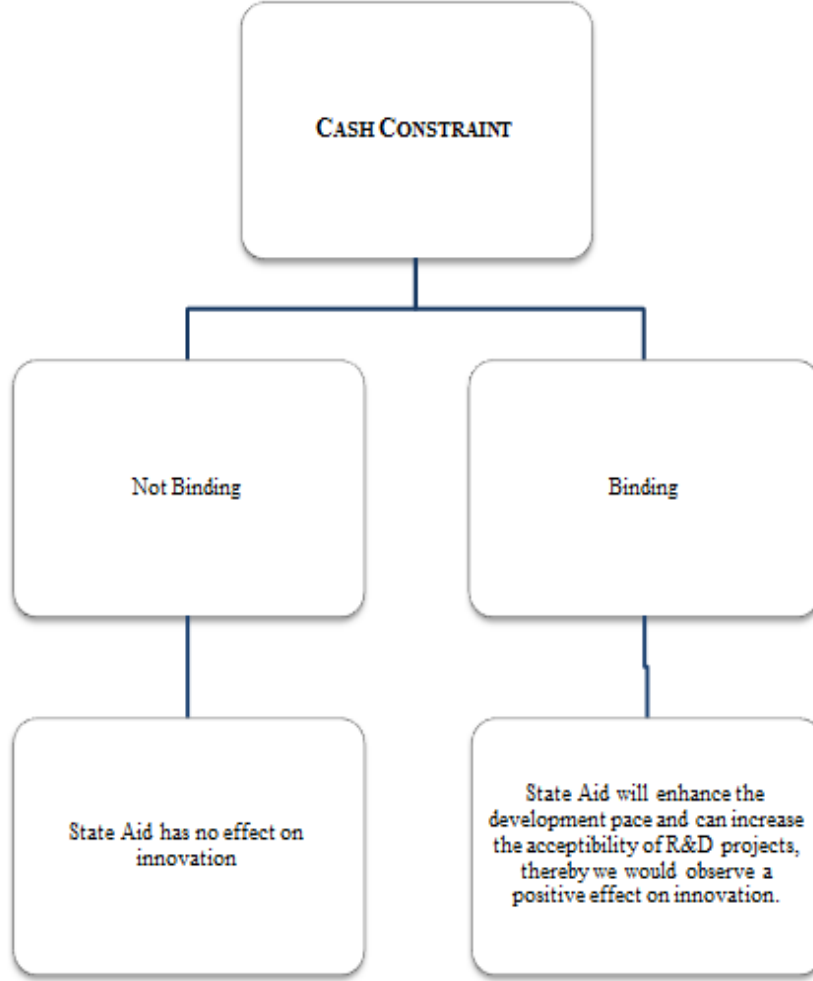 CASH CONSTRAINT
Not Binding
Binding
State Aid has no effect on
innovation
State Aid will enhance the
development pace and can increase
the acceptibility of R&D projects,
thereby we would observe a
positive effect on innovation.